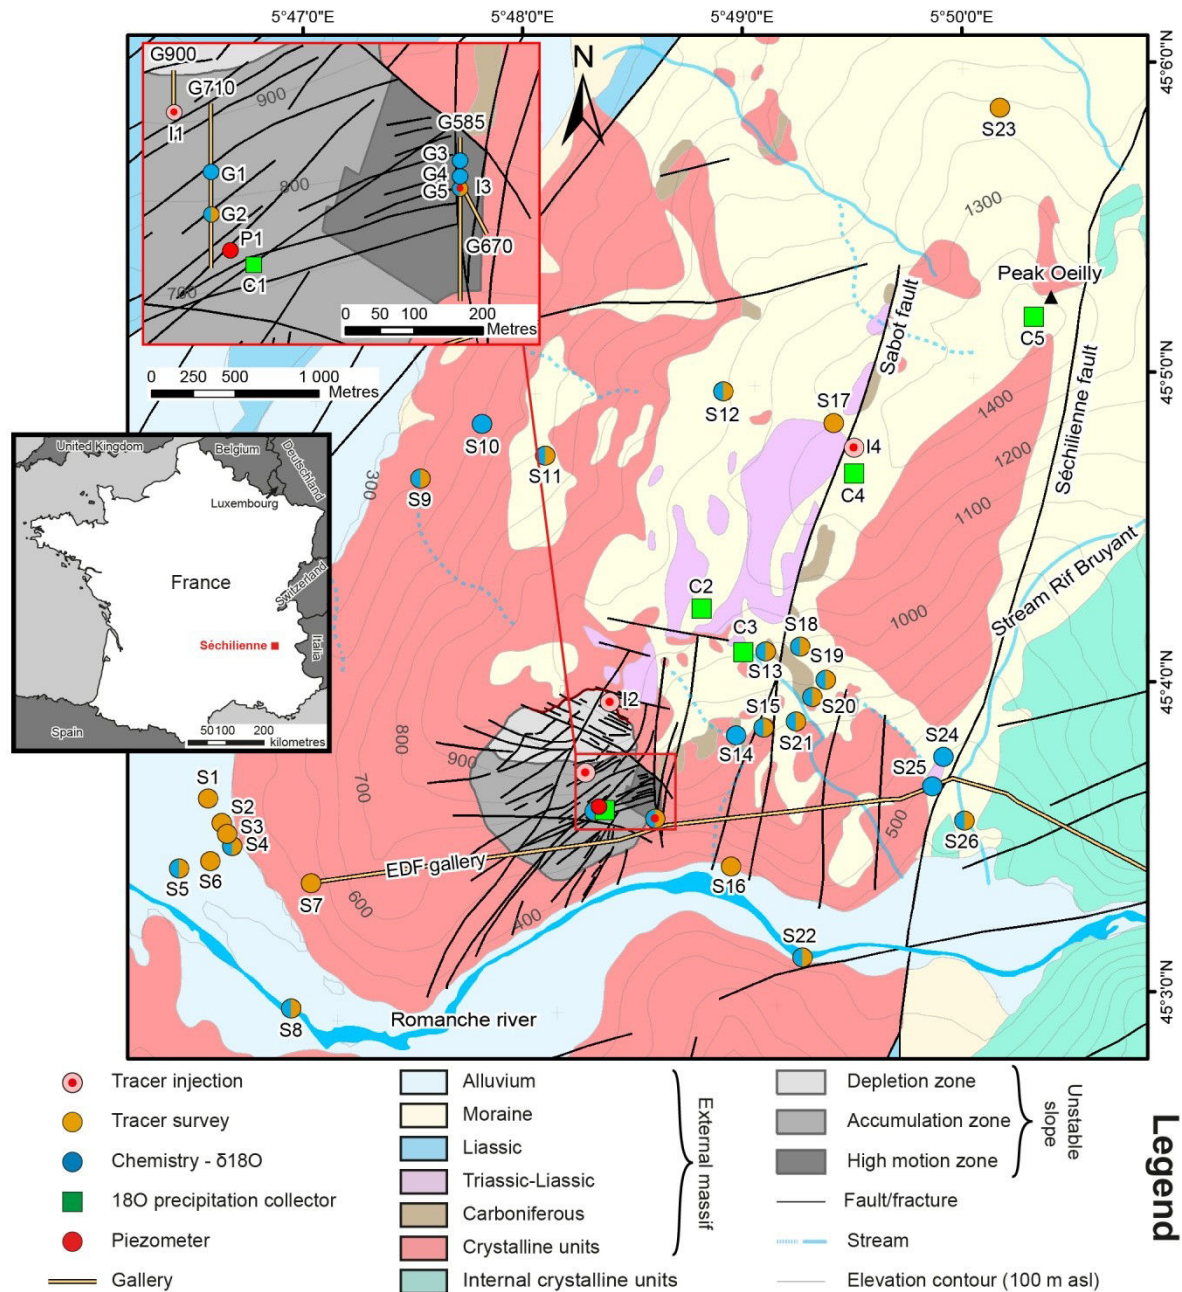 5°47'0"E
5°48'0"E
5°49'0"E
5°50'0"E
45°6'0"N
45°5'0"N
45°4'0"N
45°3'0"N
G900
G710
900
I1
G585
G3
G1
G4
800
G5
I3
G2
P1
G670
C1
700
0 50 100 200
Metres
0 250 500 1000
Metres
N
S23
1300
Peak Oeilly
C5
Sabot fault
Séchilienne fault
S12
S17
1400
I4
S10
1200
S11
C4
300
S9
1100
Stream Rif Bruyant
C2
1000
C3
S18
S13
S19
I2
S15
S20
S14
S21
S24
S25
800
900
700
500
S26
S1
S2
S3
S4
S5
S6
EDF-gallery
S7
S16
600
400
S22
S8
Romanche river
United Kingdom
Belgium
Deutschland
Luxembourg
France
Switzerland
Séchilienne
Italia
Spain
50 100 200
0 kilometres
Tracer injection
Tracer survey
Chemistry - δ18O
18O precipitation collector
Piezometer
Gallery
Alluvium
Moraine
Liassic
Triassic-Liassic
Carboniferous
Crystalline units
Internal crystalline units
External massif
Depletion zone
Accumulation zone
High motion zone
Unstable
slope
Fault/fracture
Stream
Elevation contour (100 m asl)
Legend